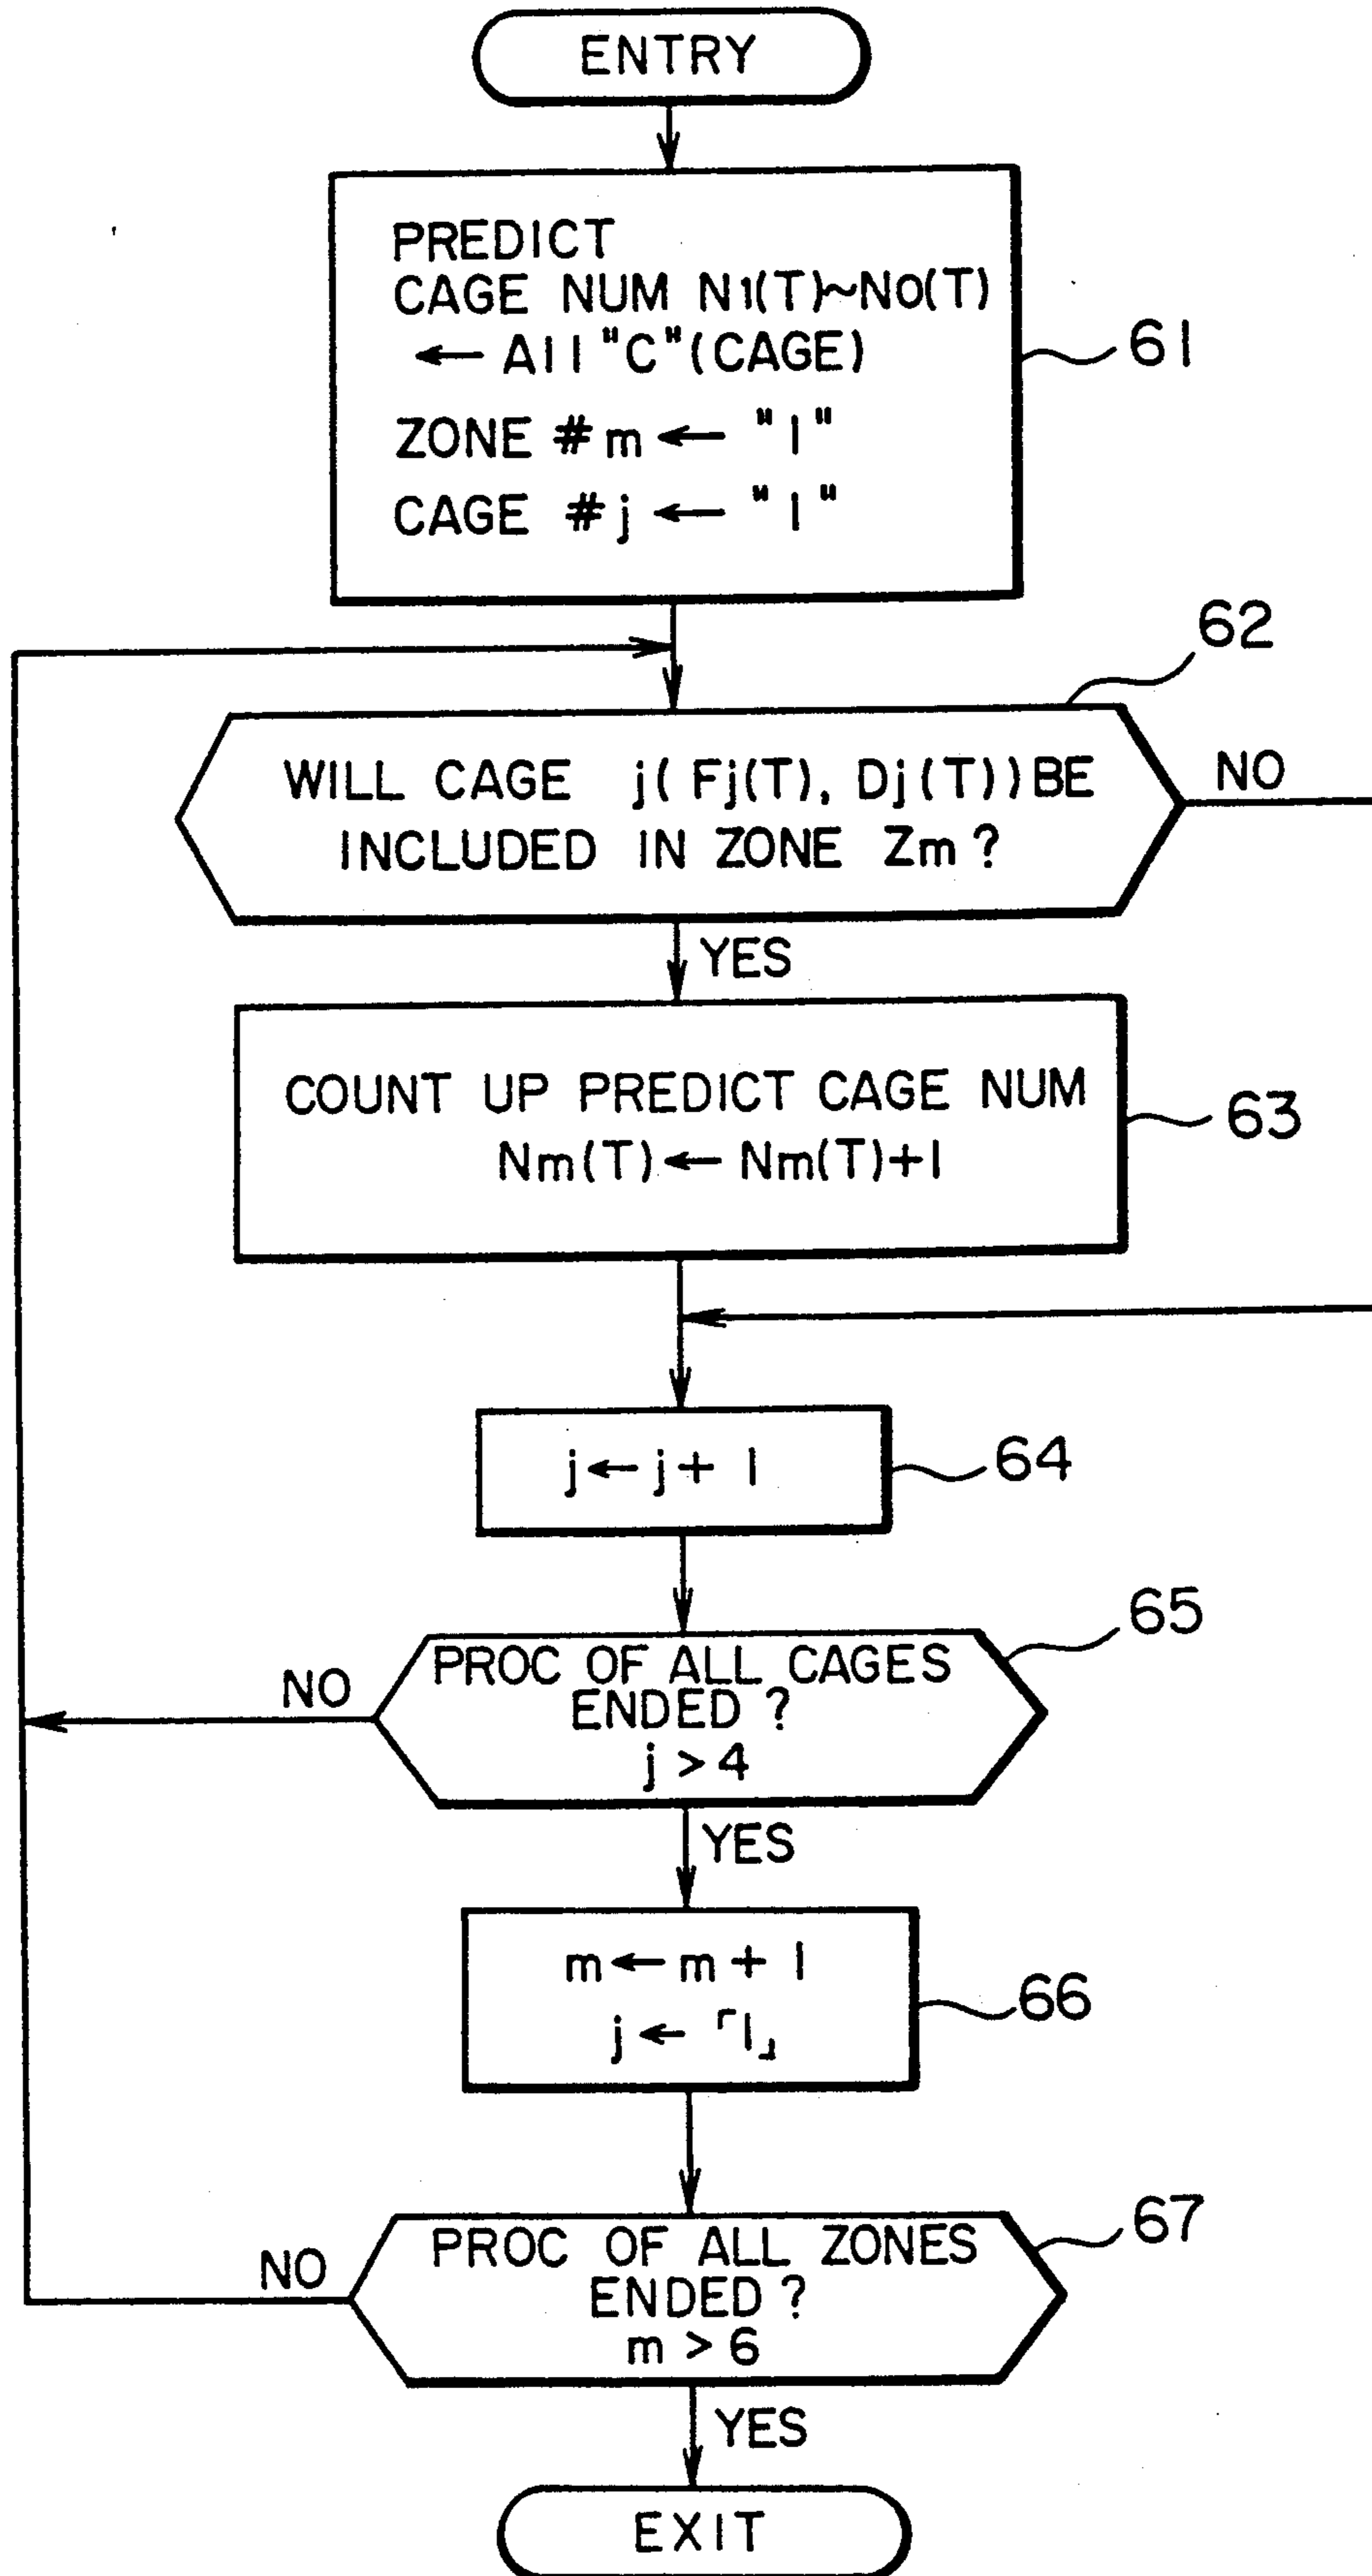 ENTRY
PREDICT
CAGE NUM N1(T)~NO(T)
← All "C"(CAGE)
ZONE #m ← "1"
CAGE #j ← "1"
61
62
WILL CAGE j(Fj(T), Dj(T)) BE
INCLUDED IN ZONE Zm?
NO
YES
COUNT UP PREDICT CAGE NUM
Nm(T) ← Nm(T)+1
63
j ← j + 1
64
65
PROC OF ALL CAGES
ENDED?
j > 4
NO
YES
m ← m + 1
j ← 「1」
66
67
PROC OF ALL ZONES
ENDED?
m > 6
NO
YES
EXIT